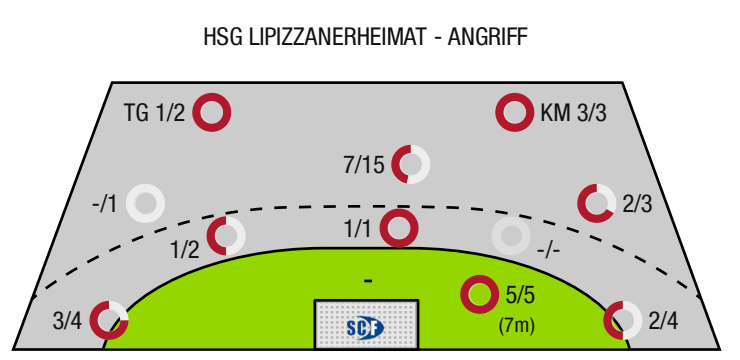 HSG LIPIZZANERHEIMAT - ANGRIFF
TG 1/2
KM 3/3
7/15
-/1
2/3
1/2
1/1
-/-
-
5/5
(7m)
3/4
SCF
2/4